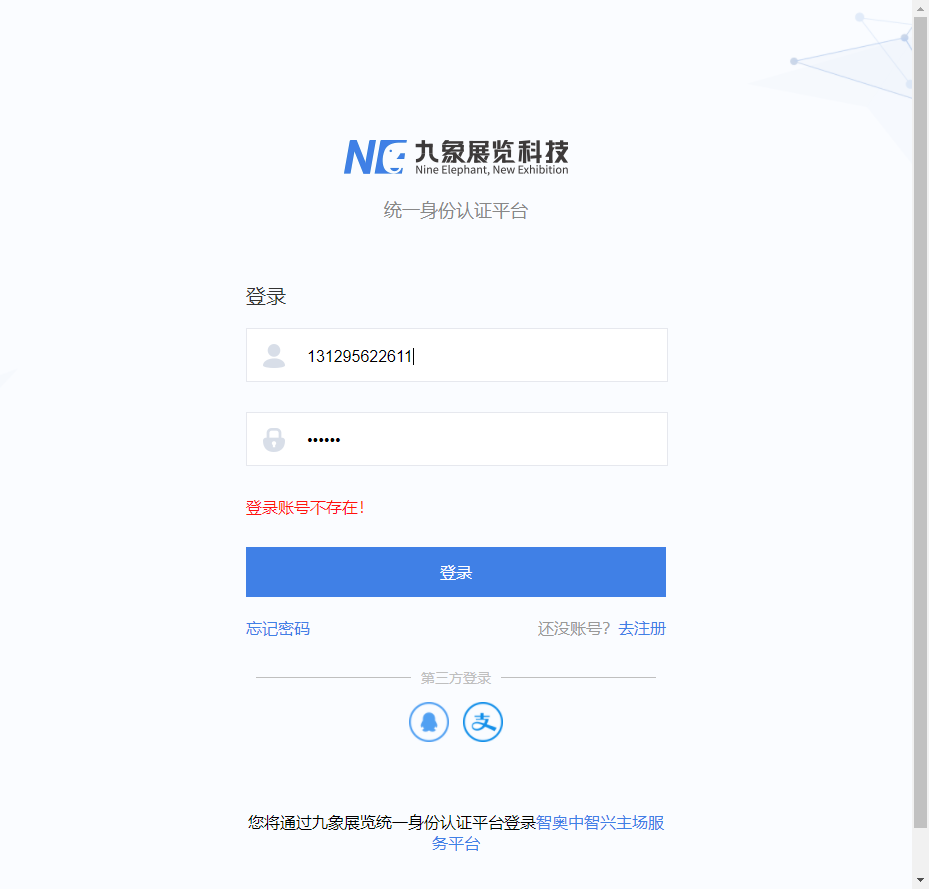 九象展览科技
Nine Elephant, New Exhibition
统一身份认证平台
登录
131295622611
••••••
登录账号不存在！
登录
忘记密码
还没账号？去注册
第三方登录
您将通过九象展览统一身份认证平台登录智奥中智兴主场服
务平台